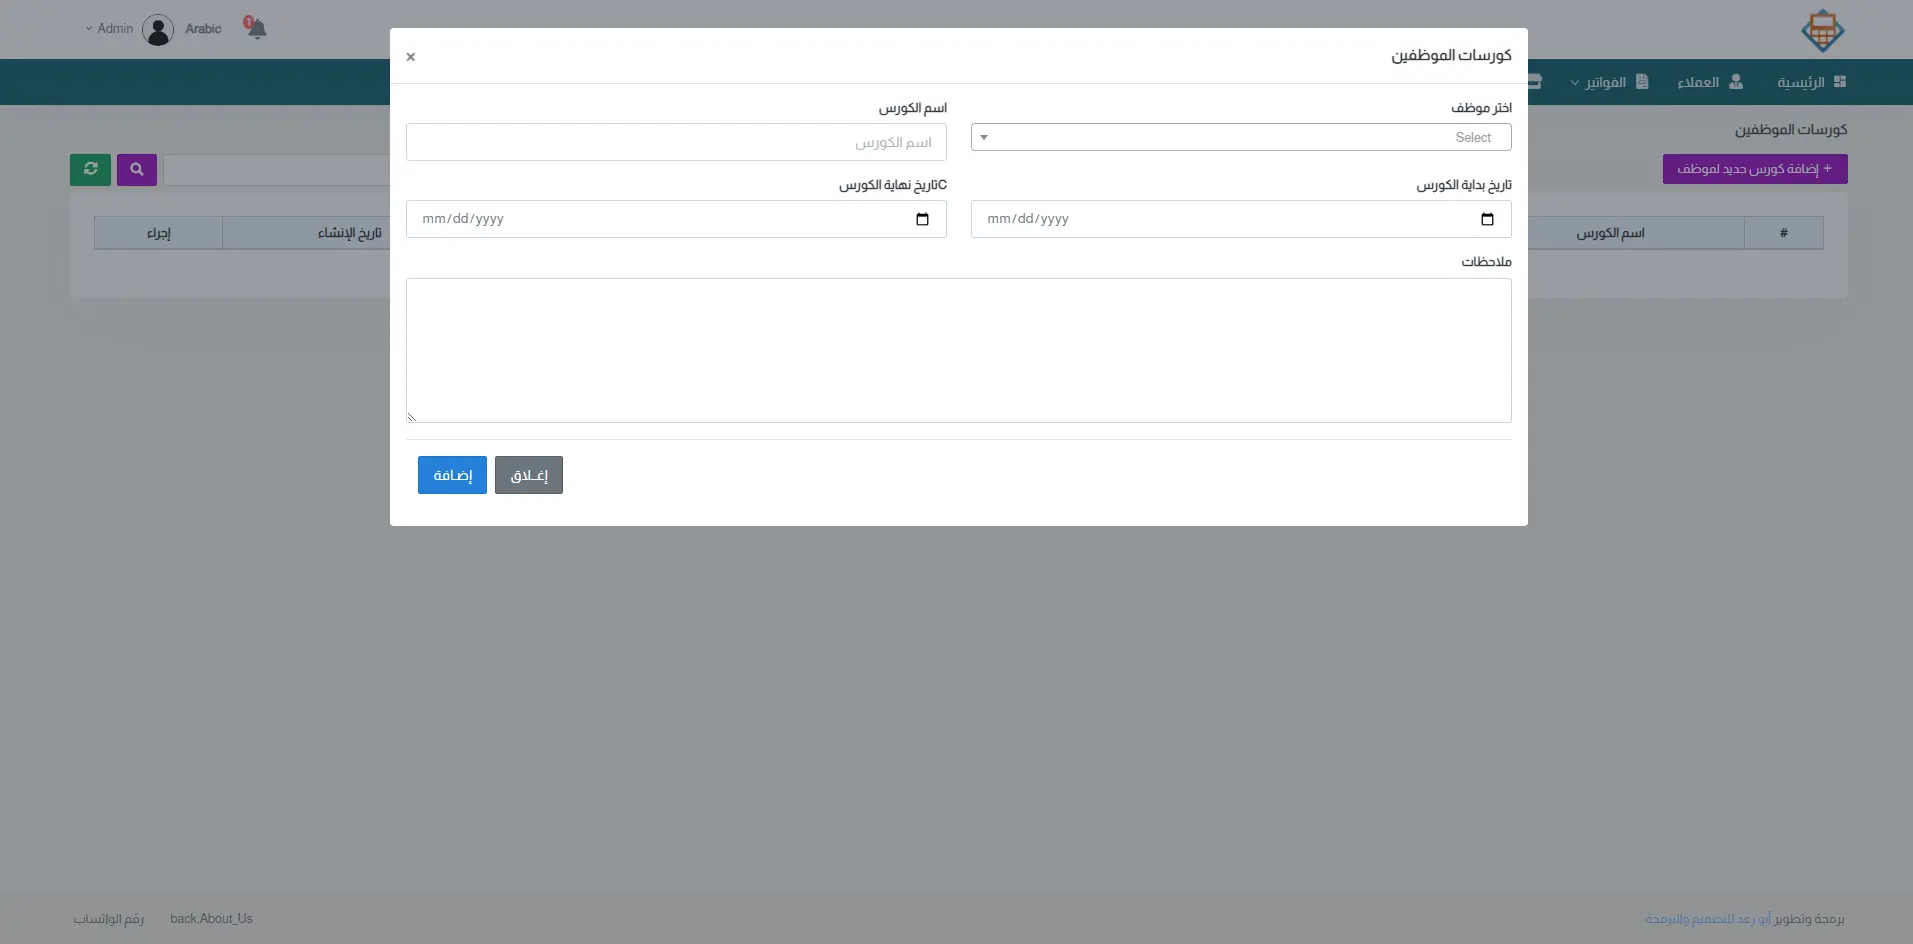 Admin
Arabic
1
الرئيسية
العملاء
الفواتير
كورسات الموظفين
+ إضافة كورس جديد لموظف
#
اسم الكورس
تاريخ الإنشاء
إجراء
كورسات الموظفين
×
اختر موظف
Select
اسم الكورس
اسم الكورس
تاريخ بداية الكورس
mm/dd/yyyy
Cتاريخ نهاية الكورس
mm/dd/yyyy
ملاحظات
إغــلاق
إضـافة
برمجة وتطوير أبو رعد للتصميم والبرمجة
back.About_Us
رقم الواتساب